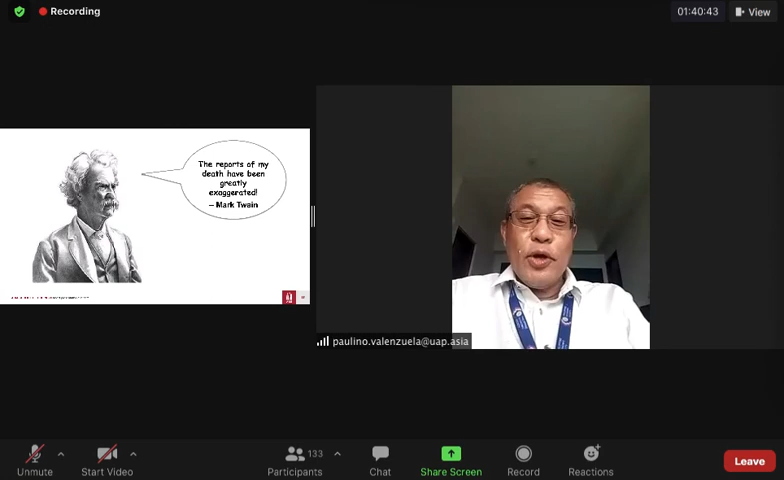 Recording
01:40:43
View
The reports of my
death have been
greatly
exaggerated!
– Mark Twain
paulino.valenzuela@uap.asia
Unmute
Start Video
133
Participants
Chat
Share Screen
Record
Reactions
Leave